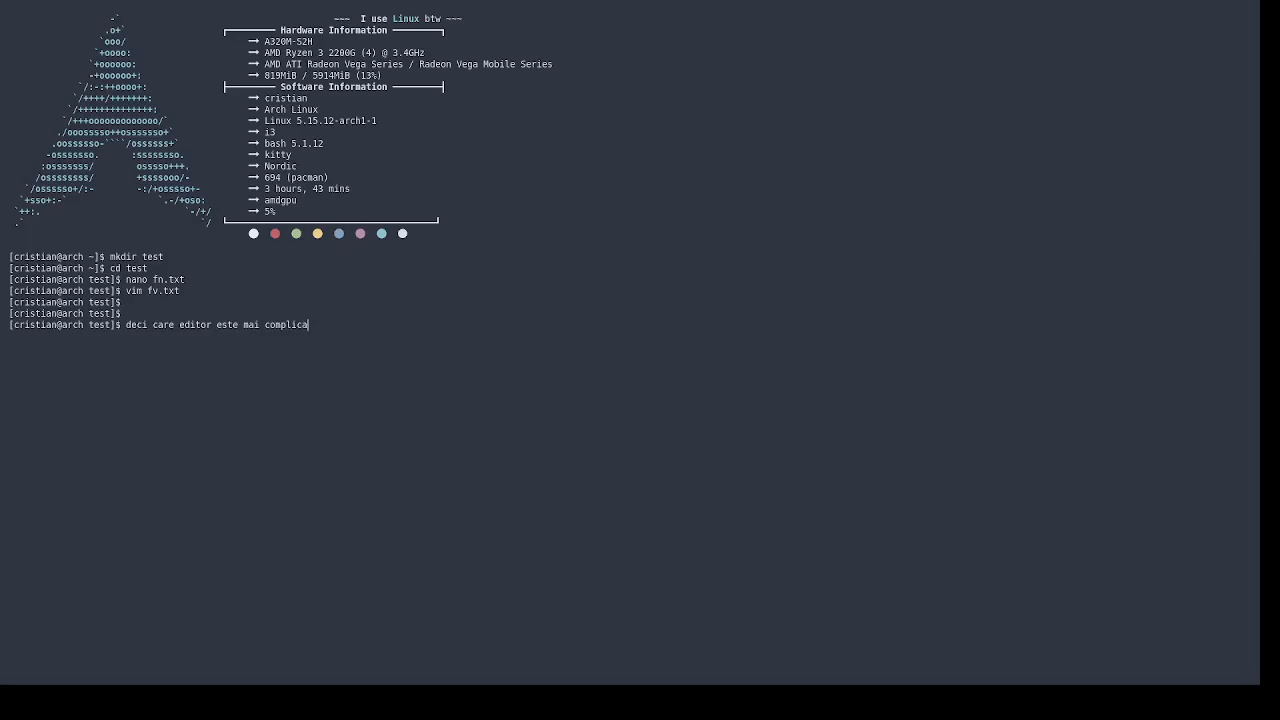 ~~~ I use Linux btw ~~~
Hardware Information
A320M-S2H
AMD Ryzen 3 2200G (4) @ 3.4GHz
AMD ATI Radeon Vega Series / Radeon Vega Mobile Series
819MiB / 5914MiB (13%)
Software Information
cristian
Arch Linux
Linux 5.15.12-arch1-1
i3
bash 5.1.12
kitty
Nordic
694 (pacman)
3 hours, 43 mins
amdgpu
5%
[cristian@arch ~]$ mkdir test
[cristian@arch ~]$ cd test
[cristian@arch test]$ nano fn.txt
[cristian@arch test]$ vim fv.txt
[cristian@arch test]$
[cristian@arch test]$
[cristian@arch test]$ deci care editor este mai complica